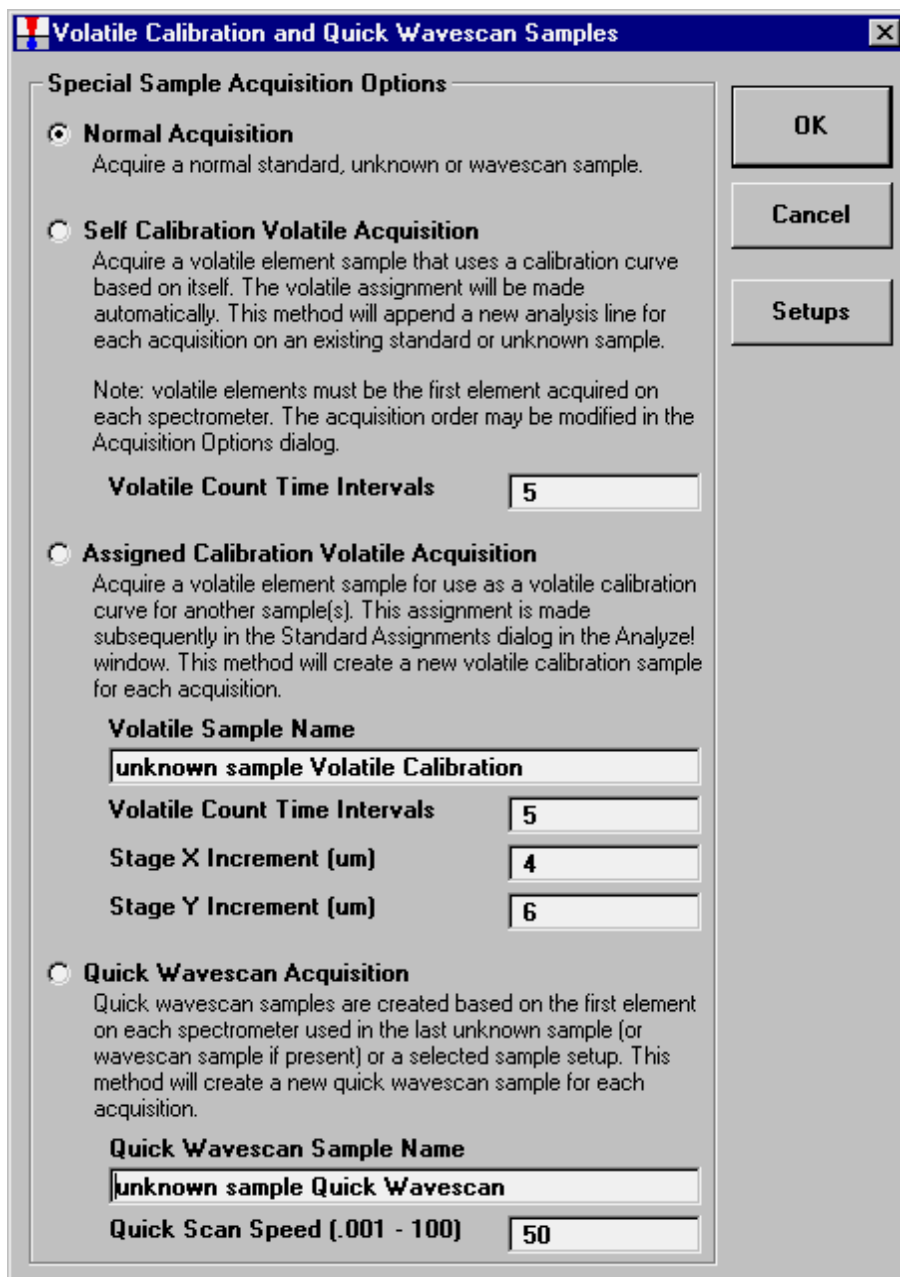 Volatile Calibration and Quick Wavescan Samples
Special Sample Acquisition Options
Normal Acquisition
Acquire a normal standard, unknown or wavescan sample.
OK
Cancel
Setups
Self Calibration Volatile Acquisition
Acquire a volatile element sample that uses a calibration curve
based on itself. The volatile assignment will be made
automatically. This method will append a new analysis line for
each acquisition on an existing standard or unknown sample.
Note: volatile elements must be the first element acquired on
each spectrometer. The acquisition order may be modified in the
Acquisition Options dialog.
Volatile Count Time Intervals 5
Assigned Calibration Volatile Acquisition
Acquire a volatile element sample for use as a volatile calibration
curve for another sample(s). This assignment is made
subsequently in the Standard Assignments dialog in the Analyze!
window. This method will create a new volatile calibration sample
for each acquisition.
Volatile Sample Name
unknown sample Volatile Calibration
Volatile Count Time Intervals 5
Stage X Increment (um) 4
Stage Y Increment (um) 6
Quick Wavescan Acquisition
Quick wavescan samples are created based on the first element
on each spectrometer used in the last unknown sample (or
wavescan sample if present) or a selected sample setup. This
method will create a new quick wavescan sample for each
acquisition.
Quick Wavescan Sample Name
unknown sample Quick Wavescan
Quick Scan Speed (.001 - 100) 50